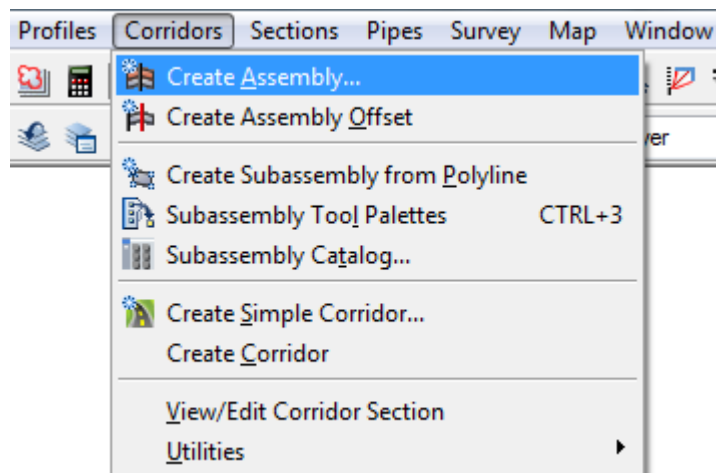 Profiles Corridors Sections Pipes Survey Map Window
Create Assembly...
Create Assembly Offset
ver
Create Subassembly from Polyline
Subassembly Tool Palettes CTRL+3
Subassembly Catalog...
Create Simple Corridor...
Create Corridor
View/Edit Corridor Section
Utilities